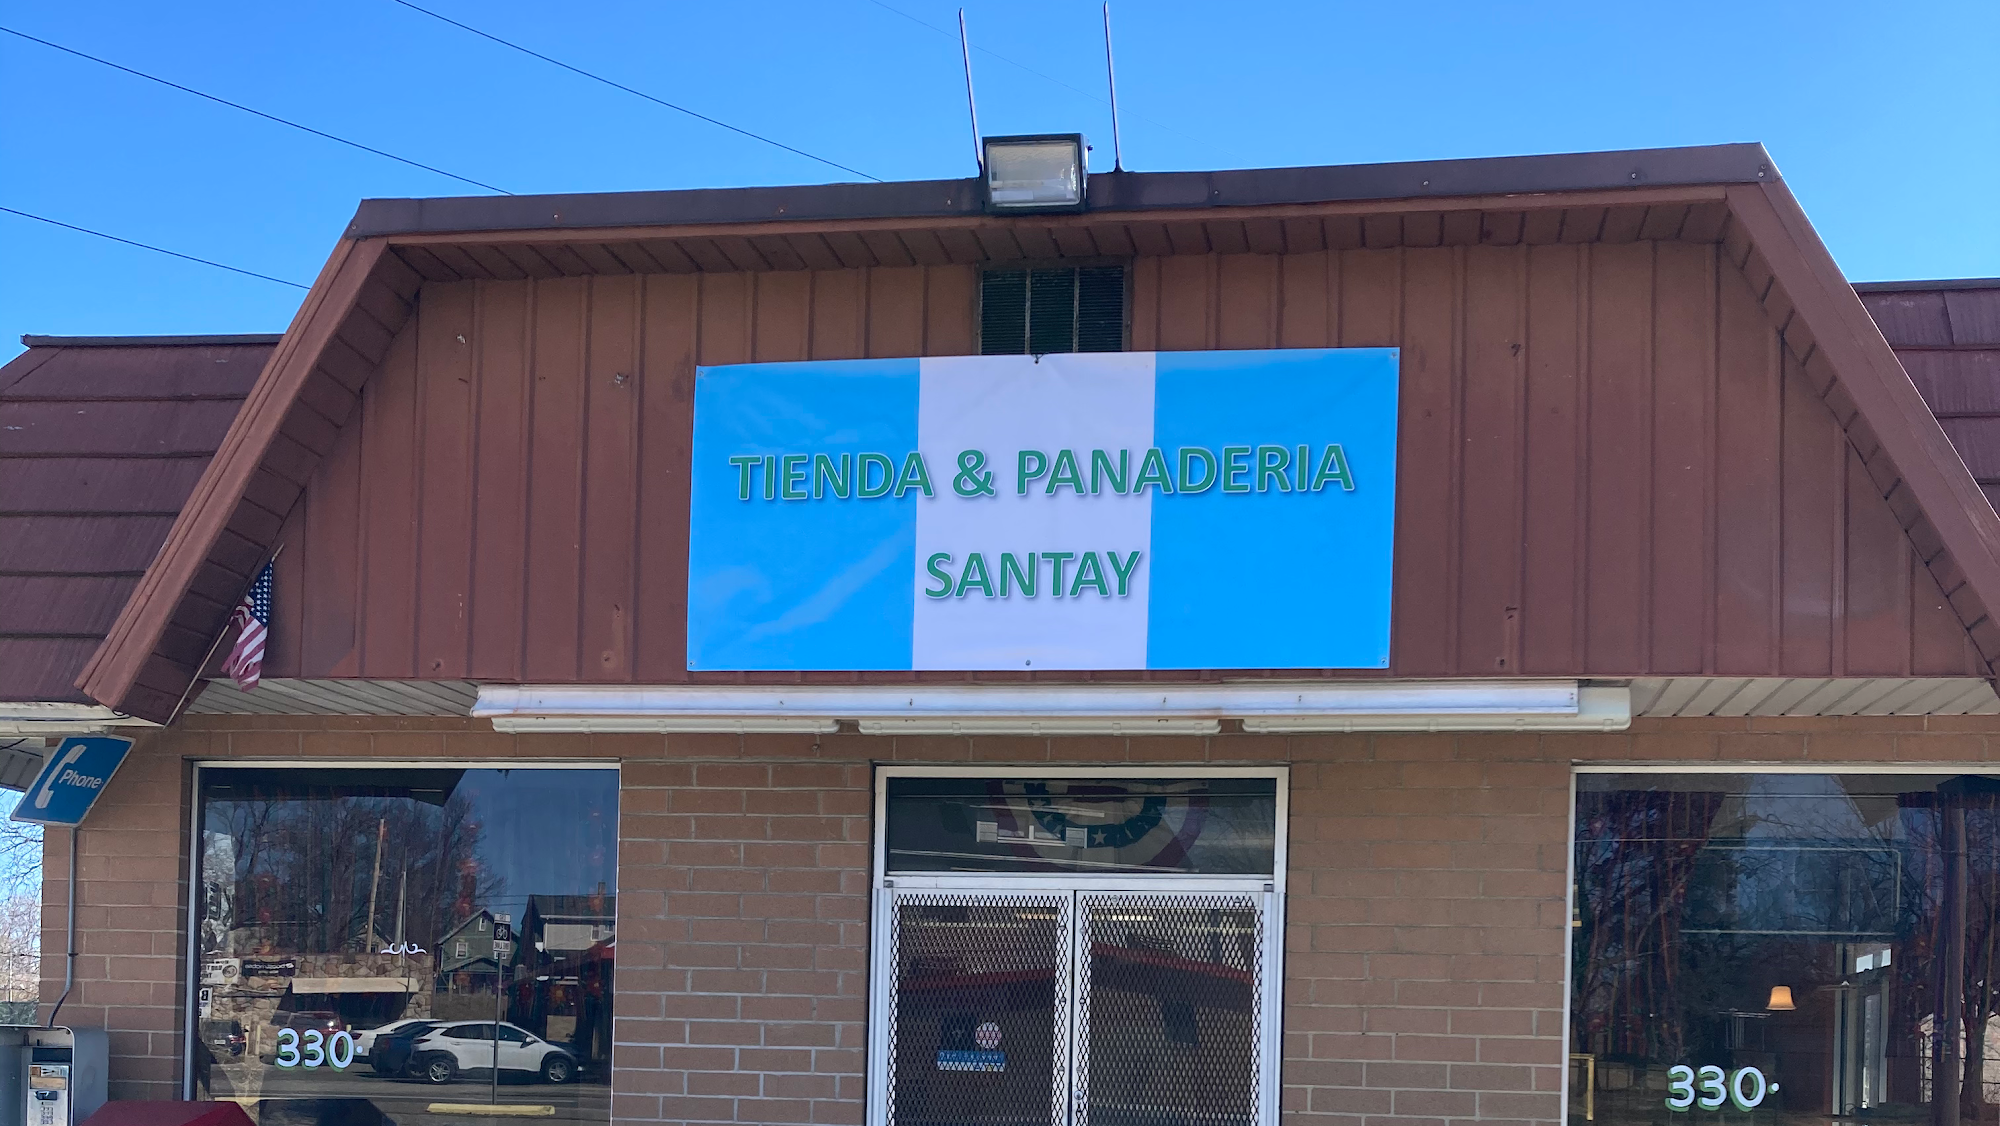 TIENDA & PANADERIA
SANTAY
Phone
330.
330.